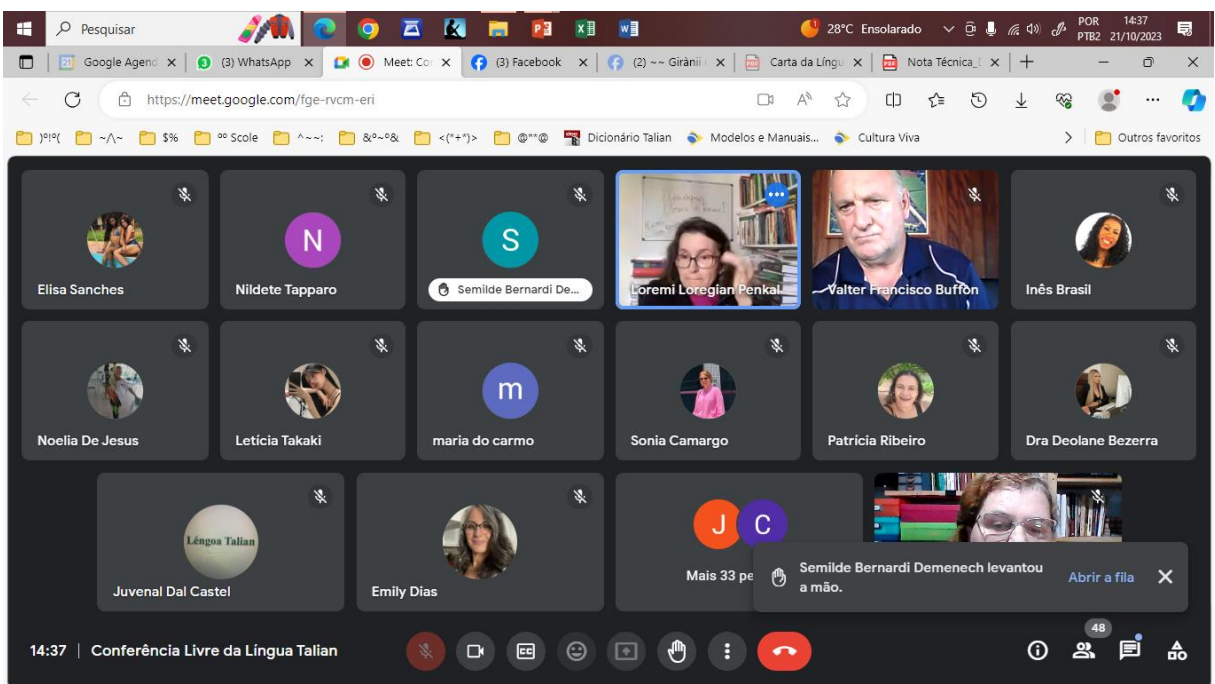 Pesquisar
28°C Ensolarado
POR
PTB2
14:37
21/10/2023
Google Agend
(3) WhatsApp
Meet: Co
(3) Facebook
(2) ~~ Girànii
Carta da Língu
Nota Técnica_
https://meet.google.com/fge-rvcm-eri
)º!º(
~/\~
$%
ºº Scole
^~~;
&º~º&
<("+")>
@**@
Dicionário Talian
Modelos e Manuais...
Cultura Viva
Outros favoritos
Elisa Sanches
N
Nildete Tapparo
S
Semilde Bernardi De...
Loremi Loregian Penkal
Valter Francisco Buffon
Inês Brasil
Noelia De Jesus
Letícia Takaki
m
maria do carmo
Sonia Camargo
Patrícia Ribeiro
Dra Deolane Bezerra
Léngoa Talian
Juvenal Dal Castel
Emily Dias
J
C
Mais 33 pe
Semilde Bernardi Demenech levantou
a mão.
Abrir a fila
14:37 | Conferência Livre da Língua Talian
48